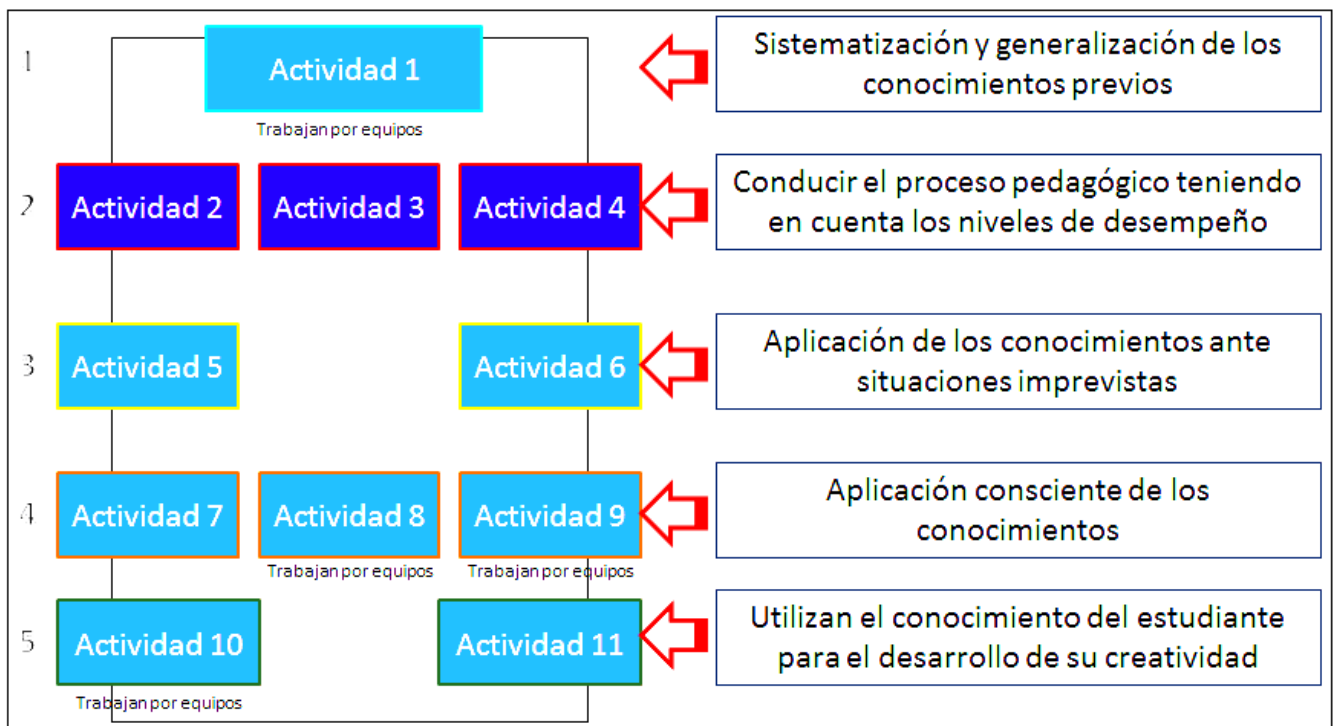 1
Actividad 1
Trabajan por equipos
Sistematización y generalización de los
conocimientos previos
2
Actividad 2
Actividad 3
Actividad 4
Conducir el proceso pedagógico teniendo
en cuenta los niveles de desempeño
3
Actividad 5
Actividad 6
Aplicación de los conocimientos ante
situaciones imprevistas
4
Actividad 7
Actividad 8
Actividad 9
Trabajan por equipos
Trabajan por equipos
Aplicación consciente de los
conocimientos
5
Actividad 10
Actividad 11
Trabajan por equipos
Utilizan el conocimiento del estudiante
para el desarrollo de su creatividad